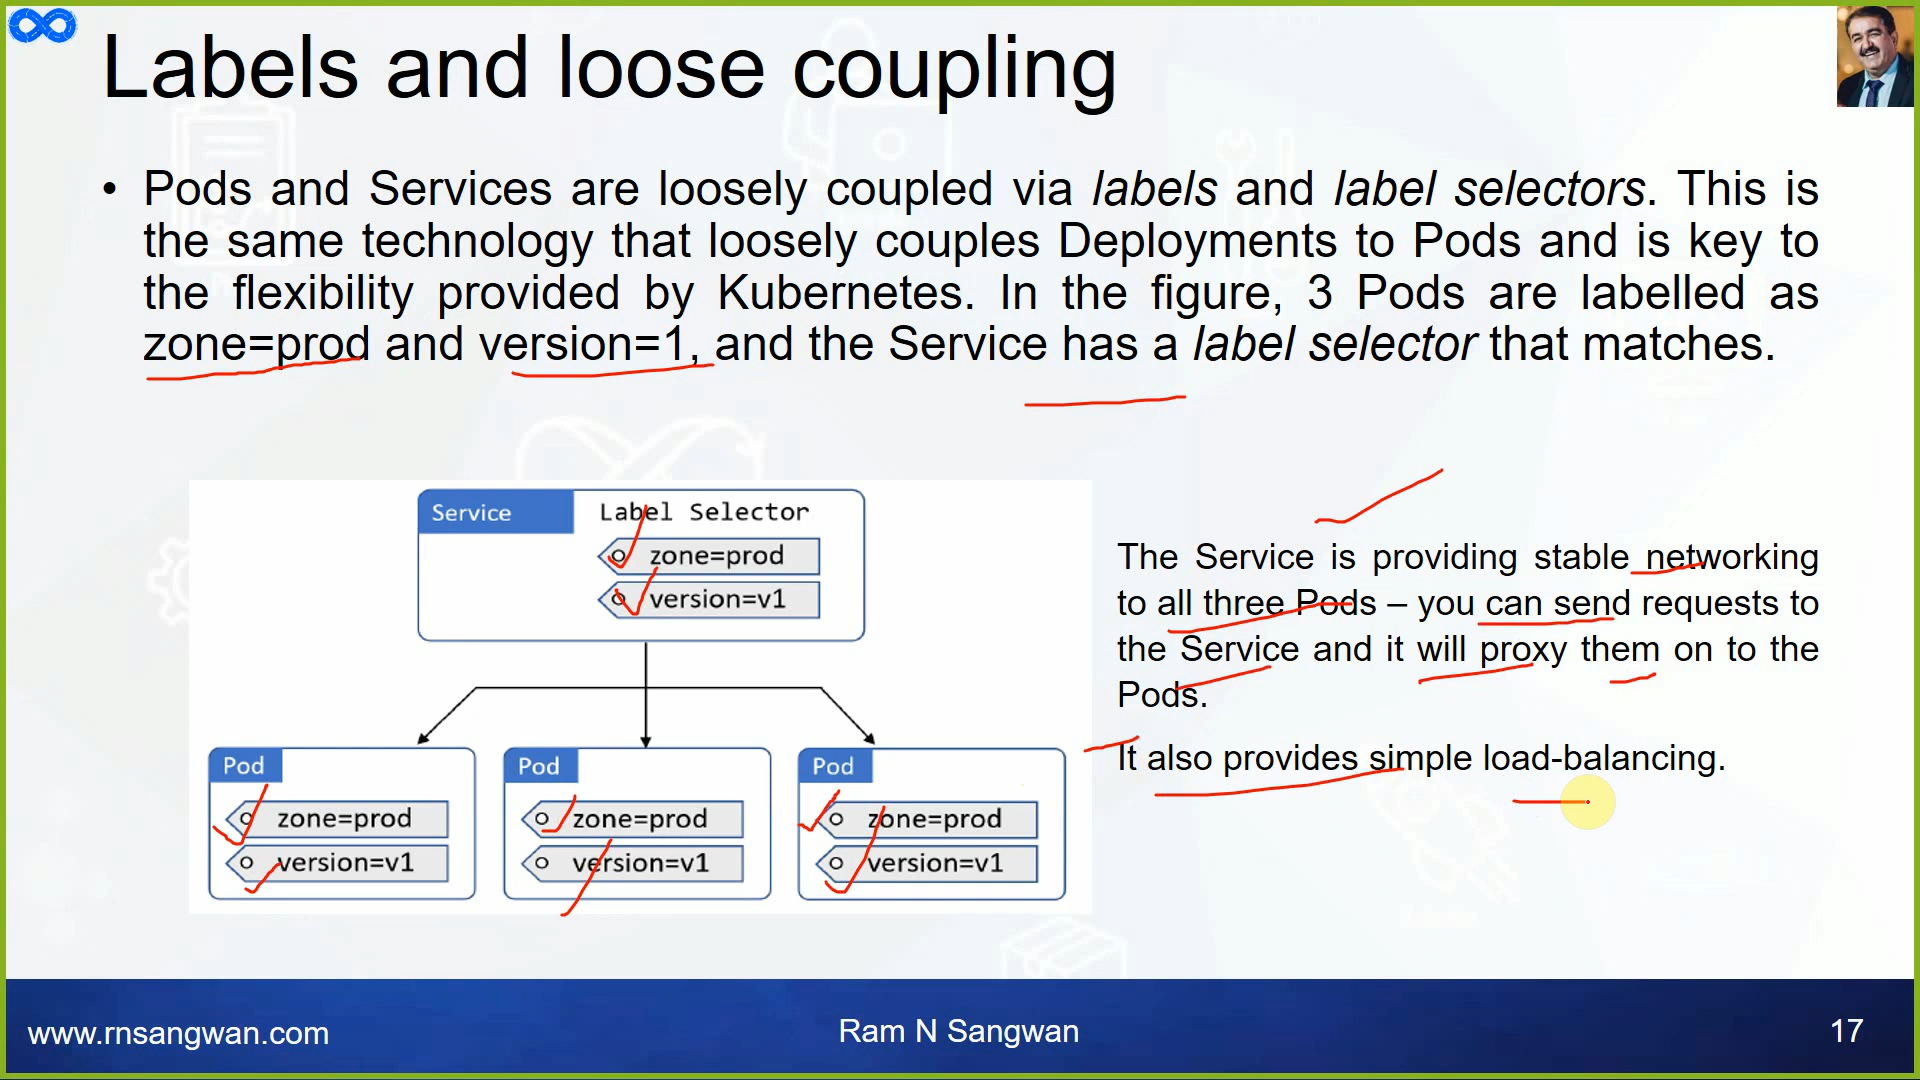 Labels and loose coupling
• Pods and Services are loosely coupled via labels and label selectors. This is
the same technology that loosely couples Deployments to Pods and is key to
the flexibility provided by Kubernetes. In the figure, 3 Pods are labelled as
zone=prod and version=1, and the Service has a label selector that matches.
Service
Label Selector
zone=prod
version=v1
Pod
zone=prod
version=v1
Pod
zone=prod
version=v1
Pod
zone=prod
version=v1
The Service is providing stable networking
to all three Pods – you can send requests to
the Service and it will proxy them on to the
Pods.
It also provides simple load-balancing.
www.rnsangwan.com
Ram N Sangwan
17